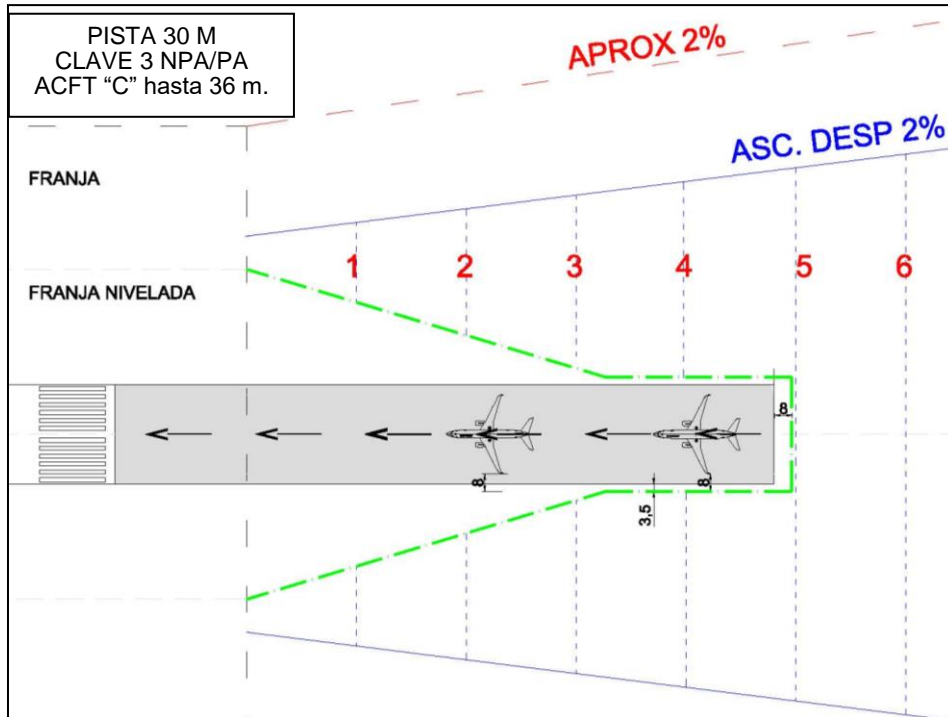 PISTA 30 M
CLAVE 3 NPA/PA
ACFT “C” hasta 36 m.
APROX 2%
ASC. DESP 2%
FRANJA
1 2 3 4 5 6
FRANJA NIVELADA
8
8
8
3,5